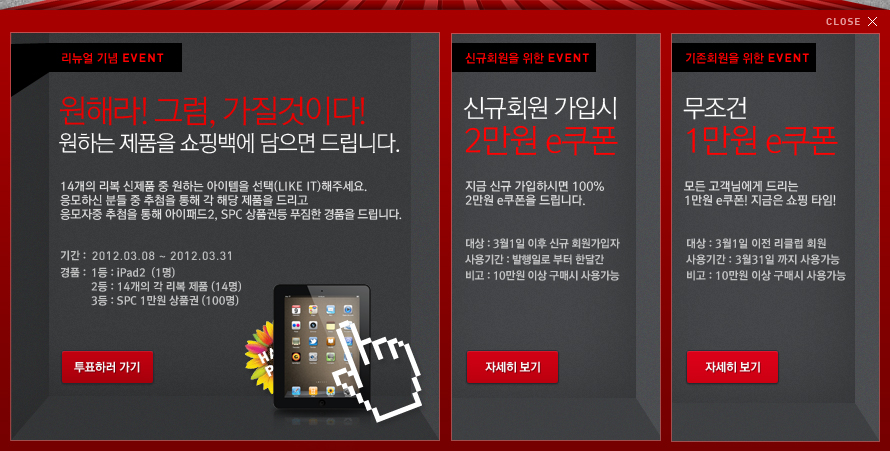 CLOSE
리뉴얼 기념 EVENT
원해라! 그럼, 가질것이다!
원하는 제품을 쇼핑백에 담으면 드립니다.
14개의 리복 신제품 중 원하는 아이템을 선택(LIKE IT)해주세요.
응모하신 분들 중 추첨을 통해 각 해당 제품을 드리고
응모자중 추첨을 통해 아이패드2, SPC 상품권등 푸짐한 경품을 드립니다.
기간 : 2012.03.08 ~ 2012.03.31
경품 : 1등 : iPad2 (1명)
2등 : 14개의 각 리복 제품 (14명)
3등 : SPC 1만원 상품권 (100명)
투표하러 가기
신규회원을 위한 EVENT
신규회원 가입시
2만원 e쿠폰
지금 신규 가입하시면 100%
2만원 e쿠폰을 드립니다.
대상 : 3월1일 이후 신규 회원가입자
사용기간 : 발행일로 부터 한달간
비고 : 10만원 이상 구매시 사용가능
자세히 보기
기존회원을 위한 EVENT
무조건
1만원 e쿠폰
모든 고객님에게 드리는
1만원 e쿠폰! 지금은 쇼핑 타임!
대상 : 3월1일 이전 리클럽 회원
사용기간 : 3월31일 까지 사용가능
비고 : 10만원 이상 구매시 사용가능
자세히 보기